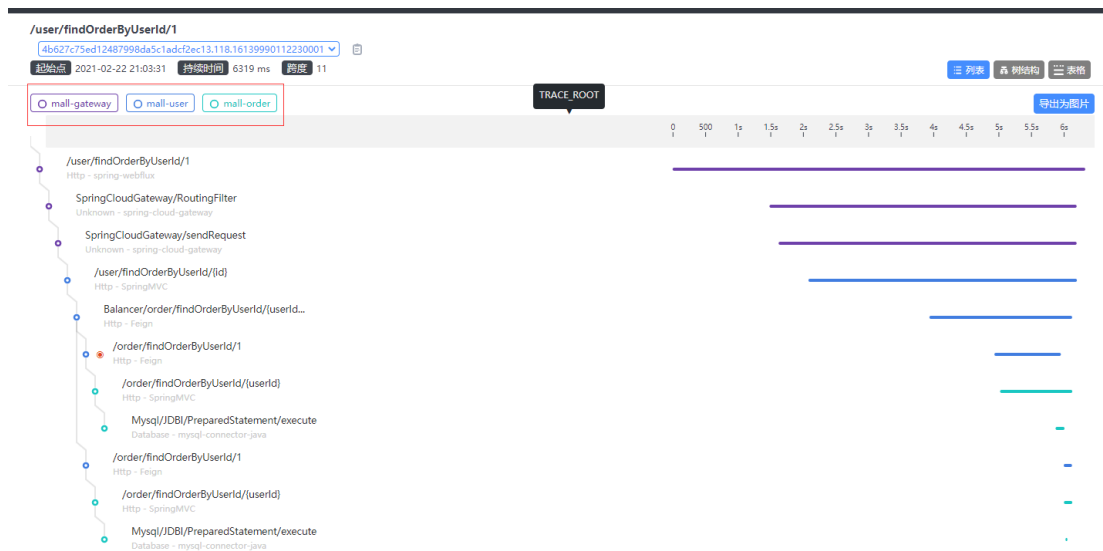 /user/findOrderByUserId/1
4b627c75ed12487998da5c1adcf2ec13.118.16139990112230001
起始点 2021-02-22 21:03:31 持续时间 6319 ms 跨度 11
列表 树结构 表格
mall-gateway mall-user mall-order
TRACE_ROOT
导出为图片
0 500 1s 1.5s 2s 2.5s 3s 3.5s 4s 4.5s 5s 5.5s 6s
/user/findOrderByUserId/1
Http - spring-webflux
SpringCloudGateway/RoutingFilter
Unknown - spring-cloud-gateway
SpringCloudGateway/sendRequest
Unknown - spring-cloud-gateway
/user/findOrderByUserId/{id}
Http - SpringMVC
Balancer/order/findOrderByUserId/{userId...
Http - Feign
/order/findOrderByUserId/1
Http - Feign
/order/findOrderByUserId/{userId}
Http - SpringMVC
Mysql/JDBI/PreparedStatement/execute
Database - mysql-connector-java
/order/findOrderByUserId/1
Http - Feign
/order/findOrderByUserId/{userId}
Http - SpringMVC
Mysql/JDBI/PreparedStatement/execute
Database - mysql-connector-java